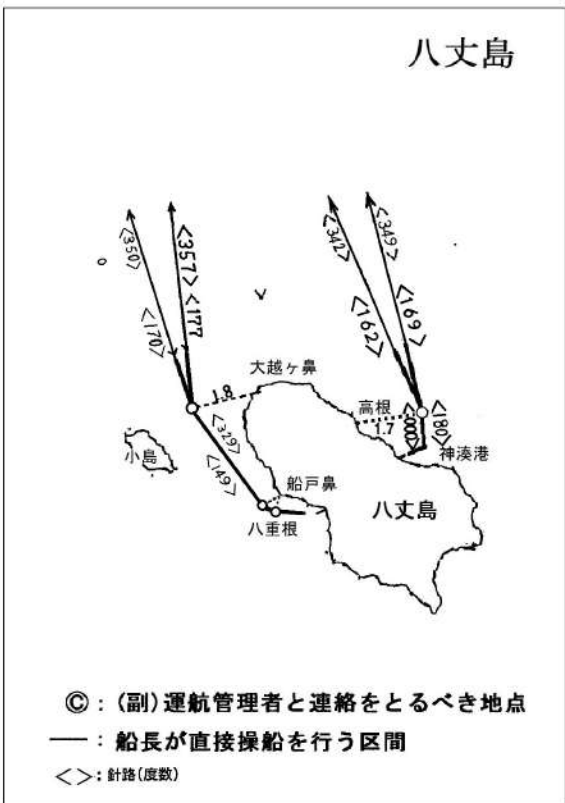 八丈島
<350>
<357> <177
<342>
<349>
<170>
<162>
<169>
大越ヶ鼻
1.8
高根
1.7
<000>
<180>
神湊港
小島
<329>
<149>
船戸鼻
八重根
八丈島
Ⓒ : (副)運航管理者と連絡をとるべき地点
── : 船長が直接操船を行う区間
<>: 針路(度数)